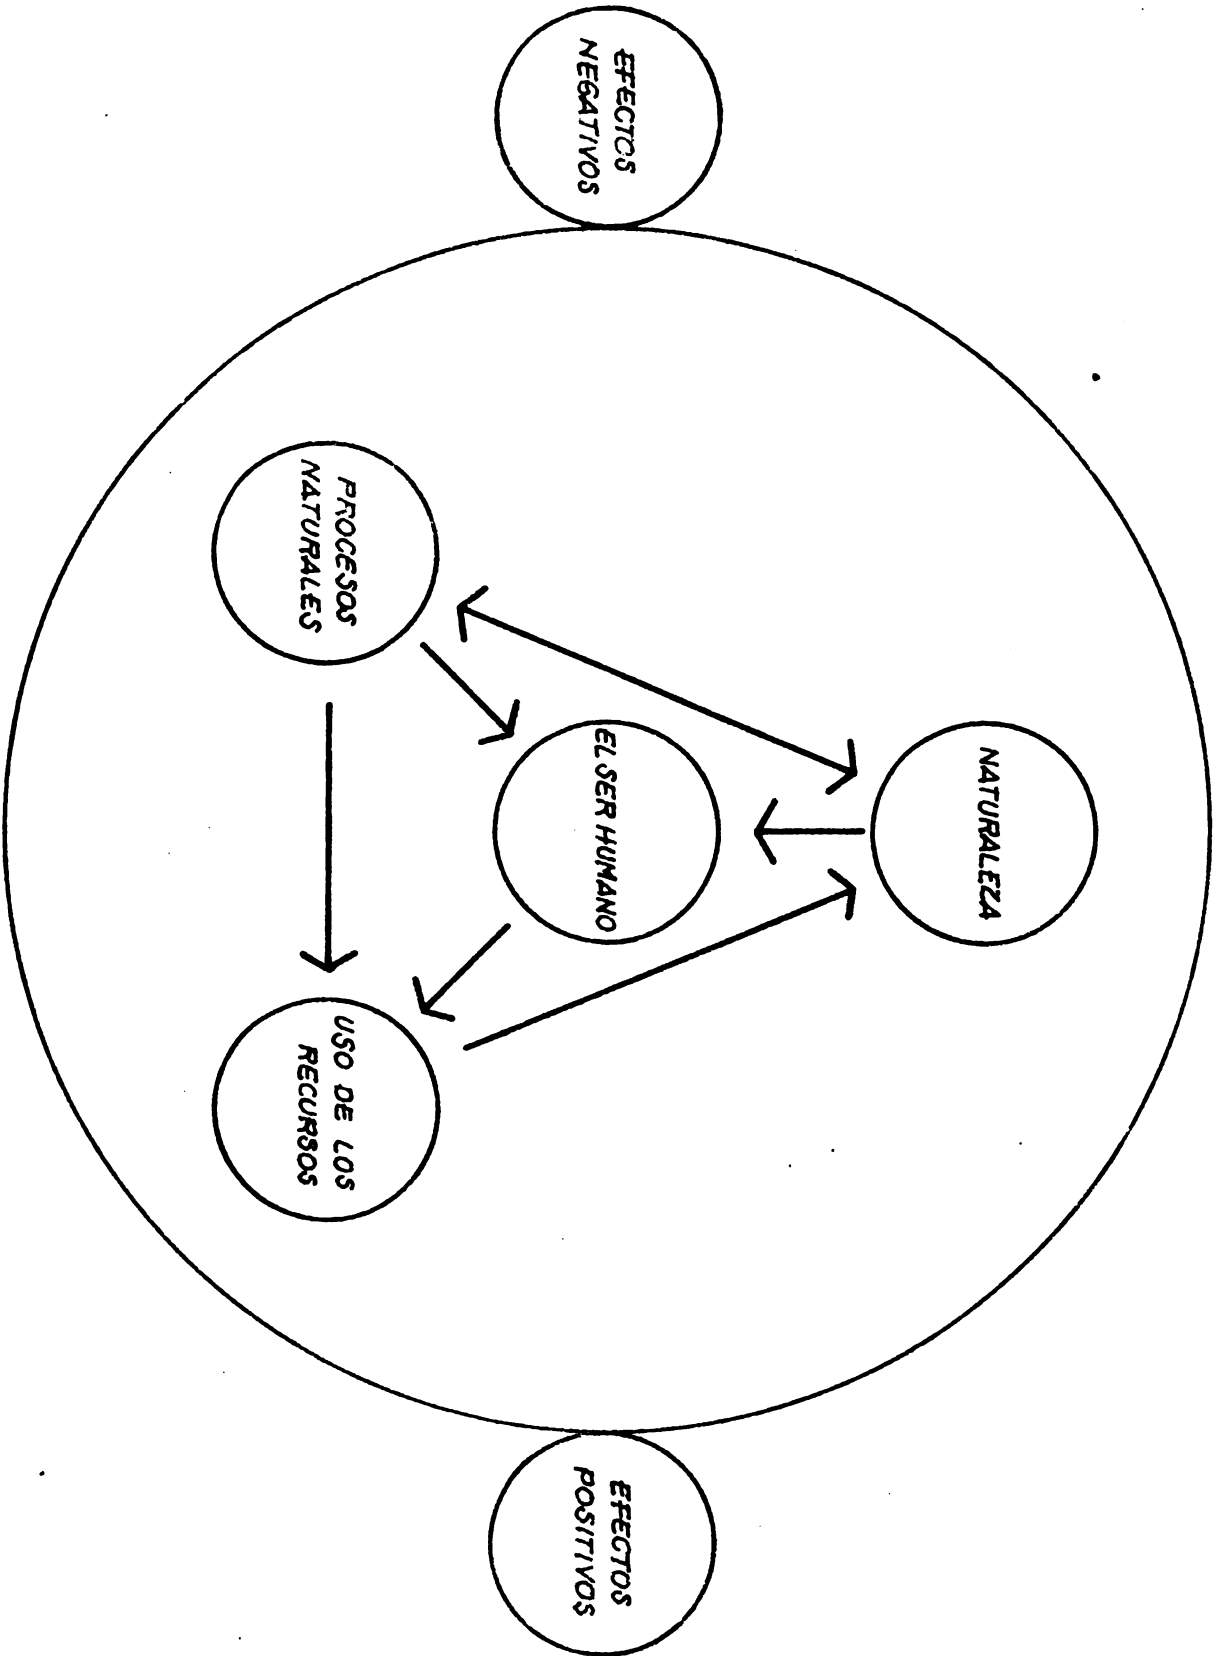 NATURALEZA
EFECTOS
NEGATIVOS
EL SER HUMANO
EFECTOS
POSITIVOS
PROCESOS
NATURALES
USO DE LOS
RECURSOS